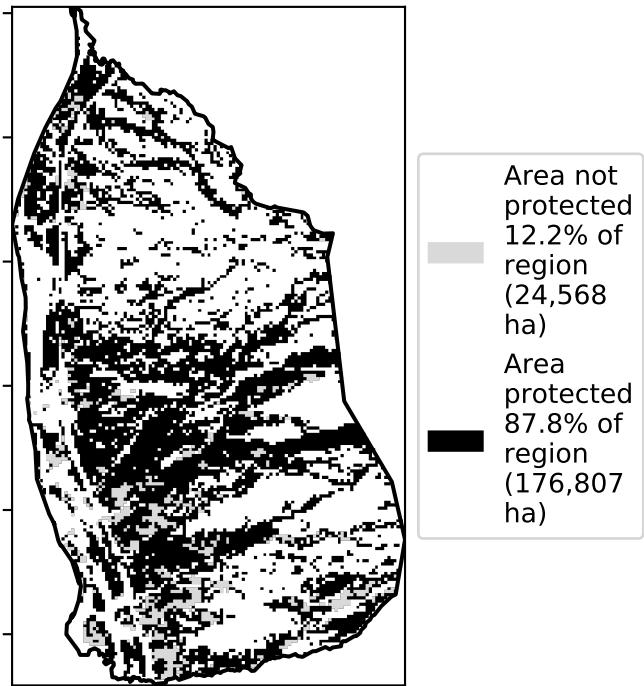 Area not
protected
12.2% of
region
(24,568
ha)
Area
protected
87.8% of
region
(176,807
ha)